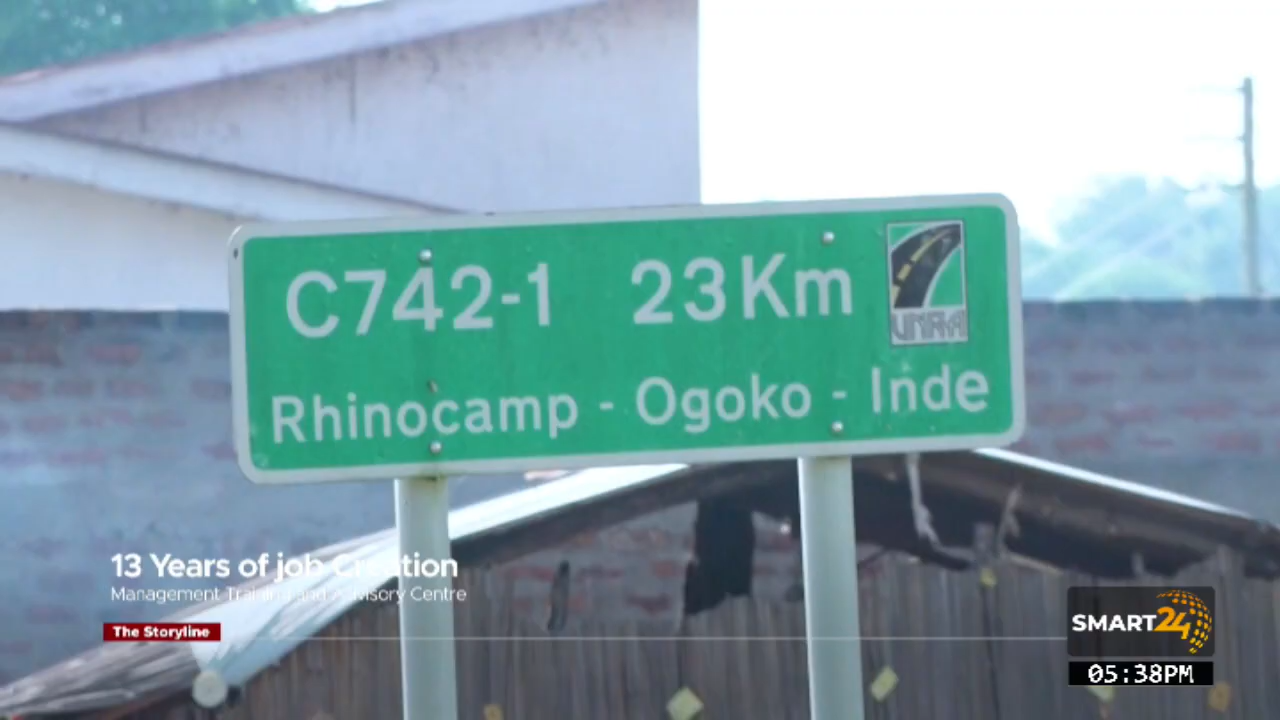 C742-1 23Km
UNRA
Rhinocamp - Ogoko - Inde
13 Years of job Creation
Management Training and Advisory Centre
The Storyline
SMART24
05:38PM